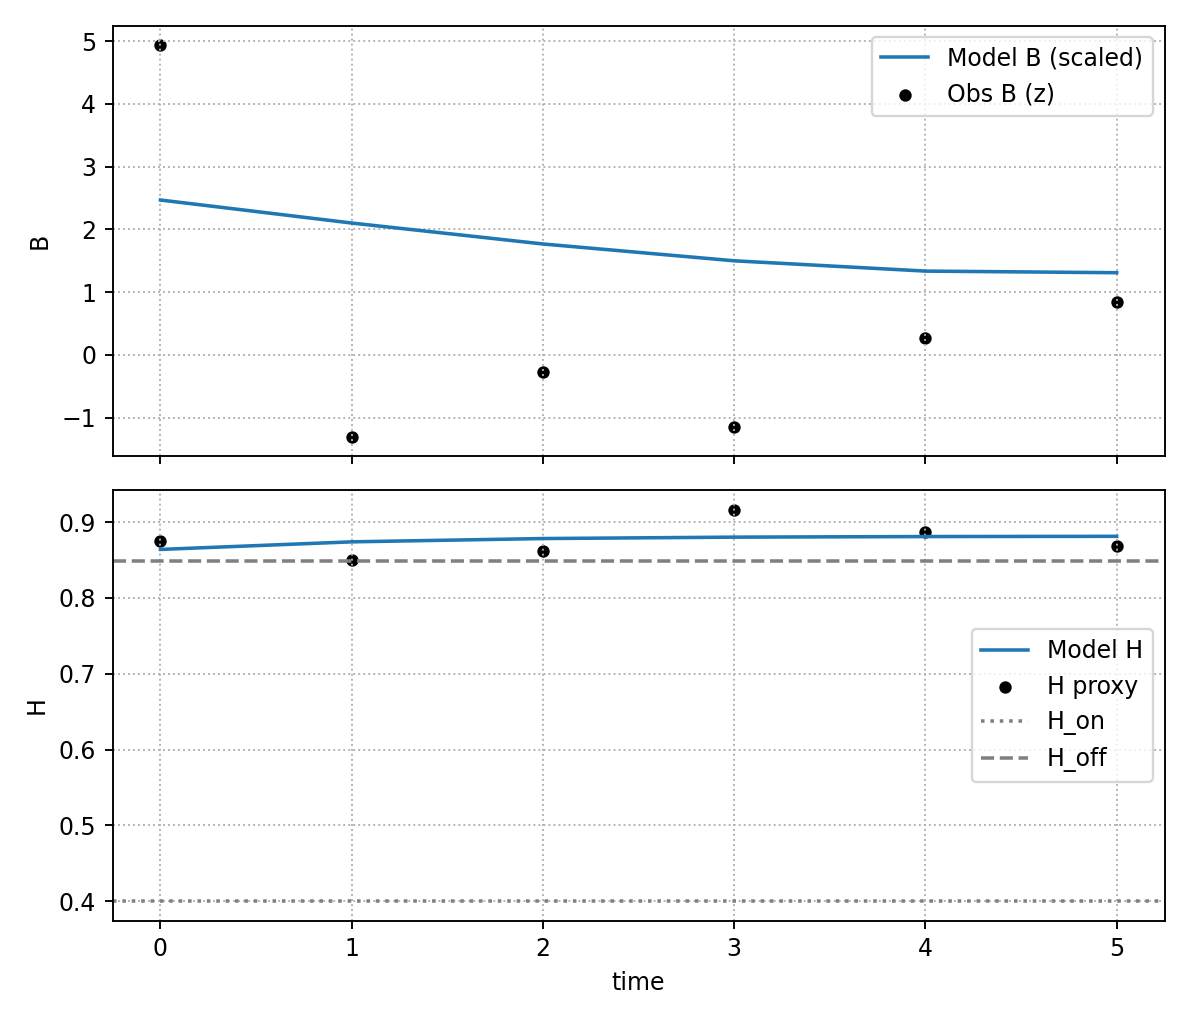 5
4
3
2
1
0
−1
B
Model B (scaled)
Obs B (z)
0.9
0.8
0.7
0.6
0.5
0.4
H
Model H
H proxy
H_on
H_off
0 1 2 3 4 5
time